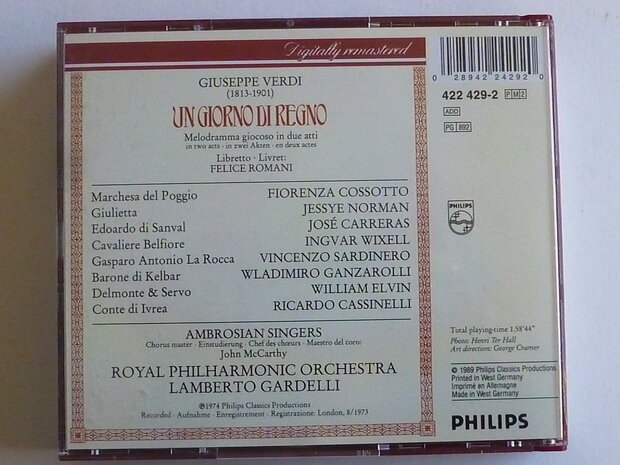 Digitally remastered
GIUSEPPE VERDI
(1813-1901)
UN GIORNO DI REGNO
Melodramma giocoso in due atti
in two acts · in zwei Akten · en deux actes
Libretto · Livret:
FELICE ROMANI
Marchesa del Poggio FIORENZA COSSOTTO
Giulietta JESSYE NORMAN
Edoardo di Sanval JOSÉ CARRERAS
Cavaliere Belfiore INGVAR WIXELL
Gasparo Antonio La Rocca VINCENZO SARDINERO
Barone di Kelbar WLADIMIRO GANZAROLLI
Delmonte & Servo WILLIAM ELVIN
Conte di Ivrea RICARDO CASSINELLI
AMBROSIAN SINGERS
Chorus master · Einstudierung · Chef des chœurs · Maestro del coro:
John McCarthy
ROYAL PHILHARMONIC ORCHESTRA
LAMBERTO GARDELLI
℗1974 Philips Classics Productions
Recorded · Aufnahme · Enregistrement · Registrazione: London, 8/1973
0 28942 24292 0
422 429-2 PM2
ADD
PG 892
PHILIPS
Total playing-time 1.58'44"
Photo: Henri Ter Hall
Art direction: George Cramer
© 1989 Philips Classics Productions
Printed in West Germany
Imprimé en Allemagne
Made in West Germany
PHILIPS